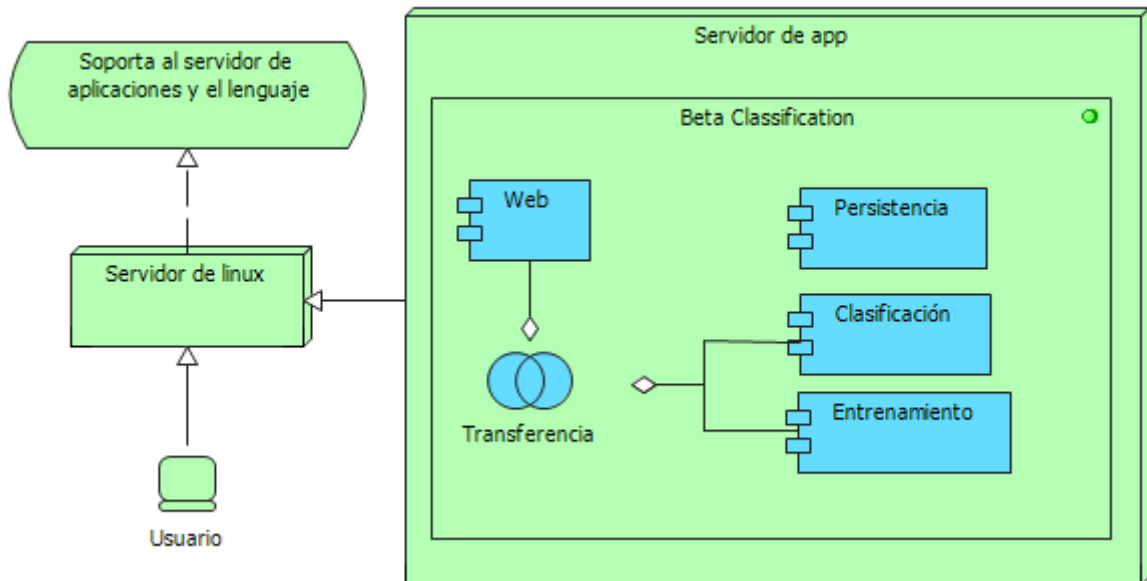 Soporta al servidor de
aplicaciones y el lenguaje
Servidor de linux
Usuario
Servidor de app
Beta Classification
Web
Transferencia
Persistencia
Clasificación
Entrenamiento